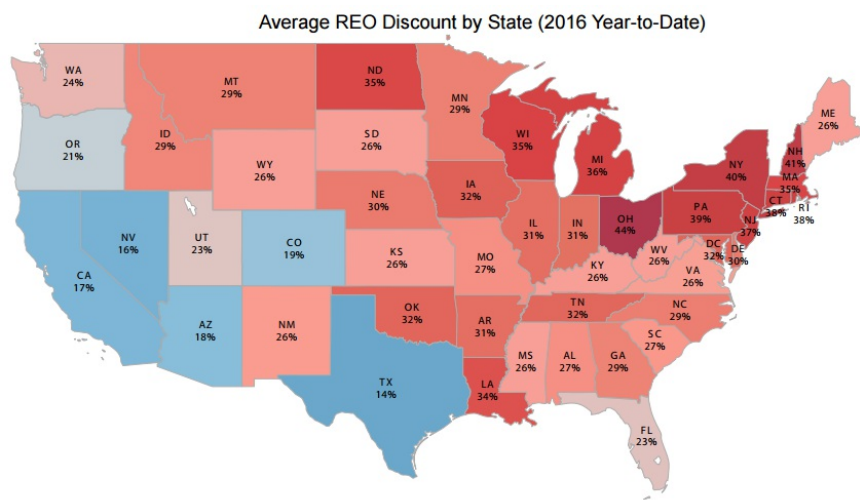 Average REO Discount by State (2016 Year-to-Date)
WA
24%
MT
29%
ND
35%
MN
29%
ME
26%
OR
21%
ID
29%
SD
26%
WI
35%
NH
41%
WY
26%
MI
36%
NY
40%
MA
35%
CT
38%
RI
38%
NE
30%
IA
32%
PA
39%
NJ
37%
NV
16%
UT
23%
CO
19%
IL
31%
IN
31%
OH
44%
WV
26%
DC
32%
DE
30%
CA
17%
KS
26%
MO
27%
KY
26%
VA
26%
AZ
18%
NM
26%
OK
32%
AR
31%
TN
32%
NC
29%
SC
27%
MS
26%
AL
27%
GA
29%
TX
14%
LA
34%
FL
23%